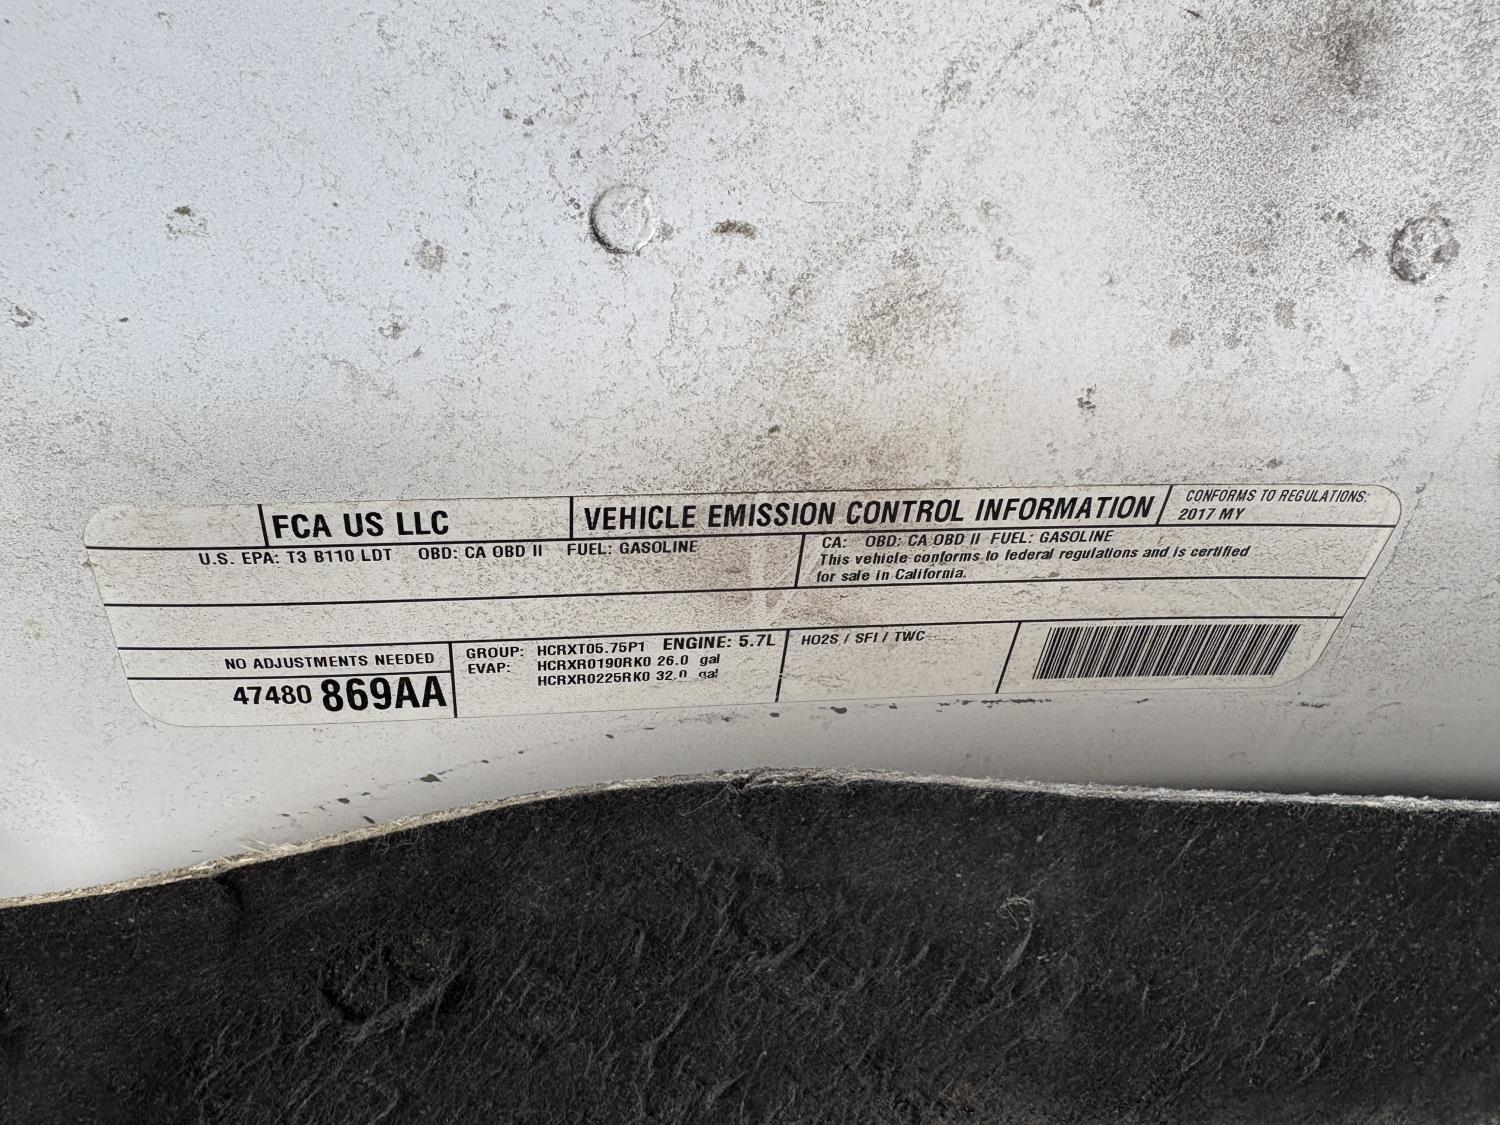 FCA US LLC
VEHICLE EMISSION CONTROL INFORMATION
CONFORMS TO REGULATIONS:
2017 MY
U.S. EPA: T3 B110 LDT OBD: CA OBD II FUEL: GASOLINE
CA: OBD: CA OBD II FUEL: GASOLINE
This vehicle conforms to federal regulations and is certified
for sale in California.
NO ADJUSTMENTS NEEDED
47480 869AA
GROUP: HCRXT05.75P1 ENGINE: 5.7L
EVAP: HCRXR0190RK0 26.0 gal
HCRXR0225RK0 32.0 gal
HO2S / SFI / TWC